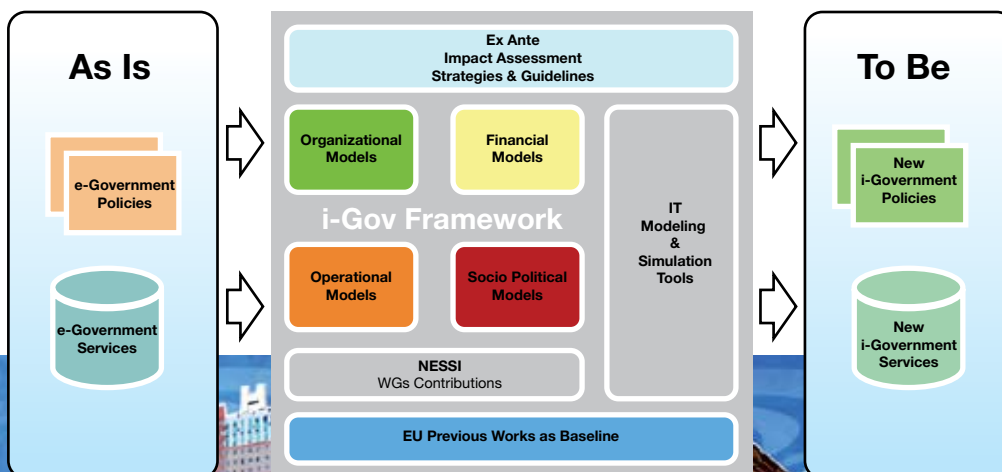 As Is
e-Government
Policies
e-Government
Services
Ex Ante
Impact Assessment
Strategies & Guidelines
Organizational
Models
Financial
Models
i-Gov Framework
Operational
Models
Socio Political
Models
IT
Modeling
&
Simulation
Tools
NESSI
WGs Contributions
EU Previous Works as Baseline
To Be
New
i-Government
Policies
New
i-Government
Services